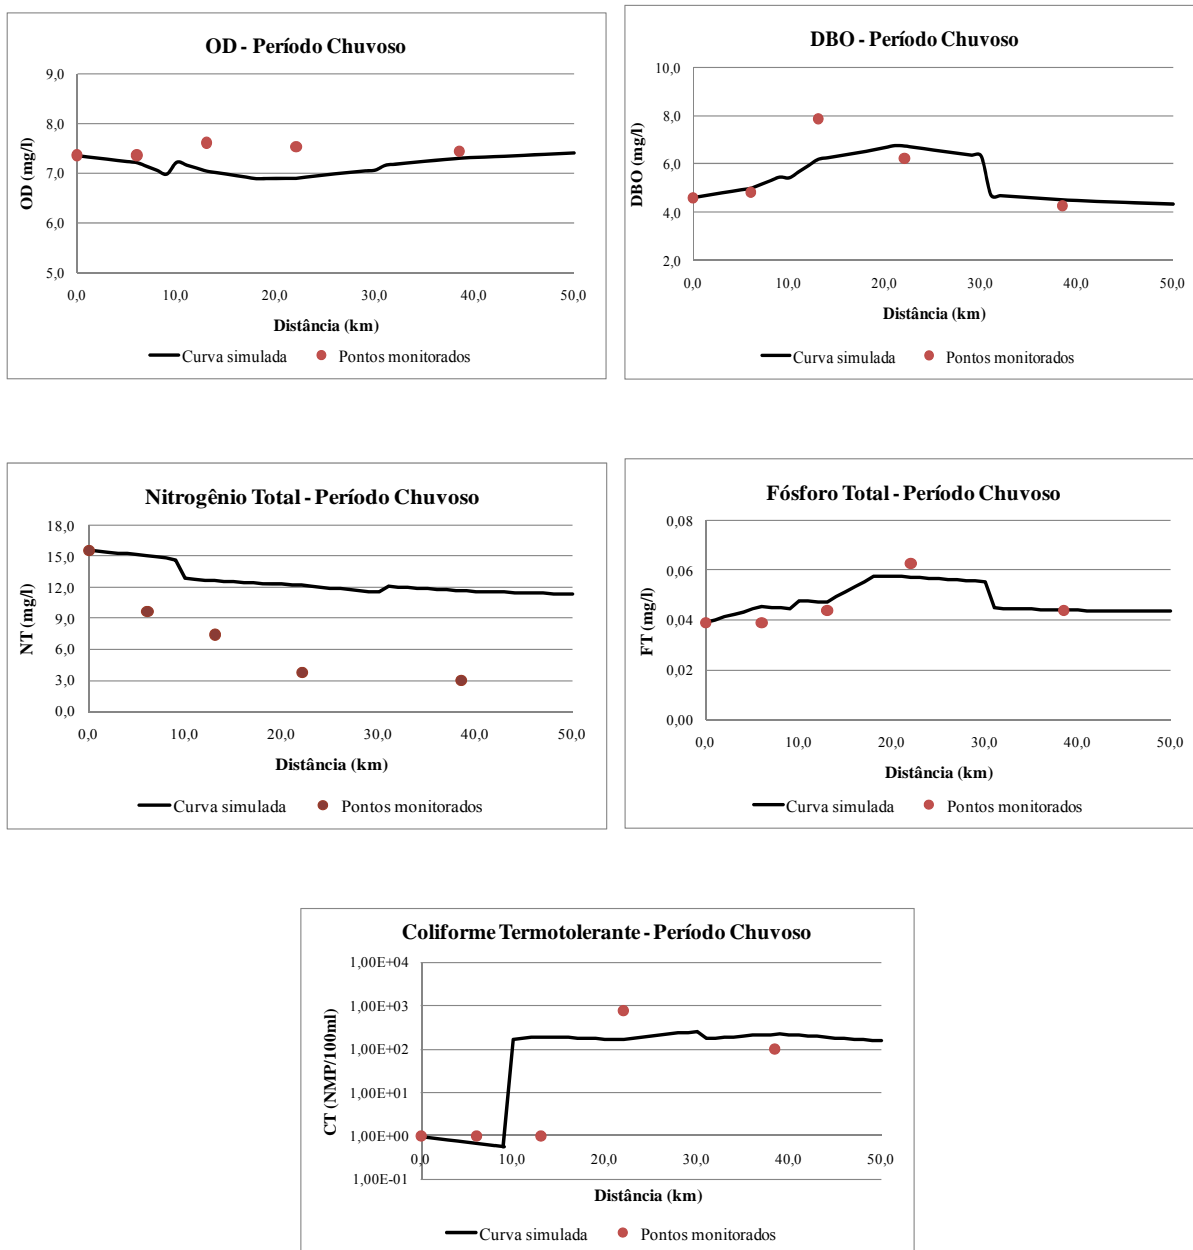 OD - Período Chuvoso
9,0
8,0
7,0
6,0
5,0
OD (mg/l)
0,0 10,0 20,0 30,0 40,0 50,0
Distância (km)
Curva simulada Pontos monitorados
DBO - Período Chuvoso
10,0
8,0
6,0
4,0
2,0
DBO (mg/l)
0,0 10,0 20,0 30,0 40,0 50,0
Distância (km)
Curva simulada Pontos monitorados
Nitrogênio Total - Período Chuvoso
18,0
15,0
12,0
9,0
6,0
3,0
0,0
NT (mg/l)
0,0 10,0 20,0 30,0 40,0 50,0
Distância (km)
Curva simulada Pontos monitorados
Fósforo Total - Período Chuvoso
0,08
0,06
0,04
0,02
0,00
FT (mg/l)
0,0 10,0 20,0 30,0 40,0 50,0
Distância (km)
Curva simulada Pontos monitorados
Coliforme Termotolerante - Período Chuvoso
1,00E+04
1,00E+03
1,00E+02
1,00E+01
1,00E+00
1,00E-01
CT (NMP/100ml)
0,0 10,0 20,0 30,0 40,0 50,0
Distância (km)
Curva simulada Pontos monitorados